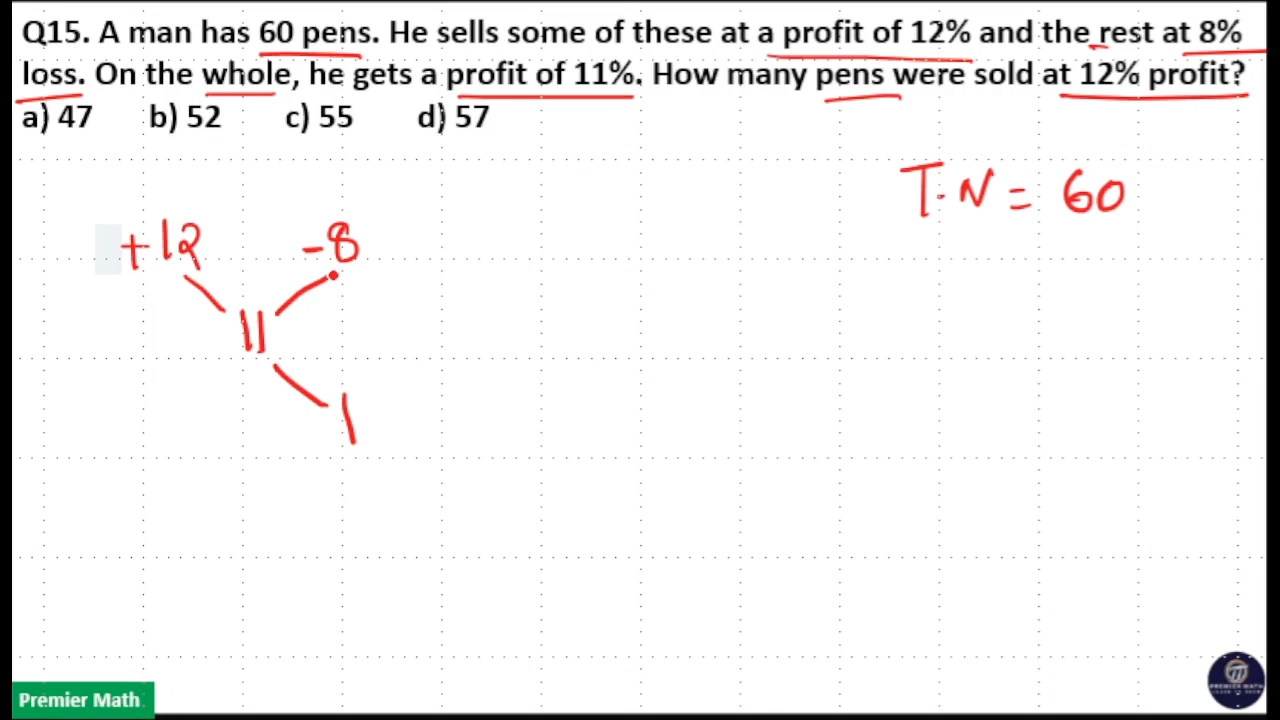 Q15. A man has 60 pens. He sells some of these at a profit of 12% and the rest at 8%
loss. On the whole, he gets a profit of 11%. How many pens were sold at 12% profit?
a) 47 b) 52 c) 55 d) 57
T.N = 60
+12 -8
11
1
Premier Math
PREMIER MATH